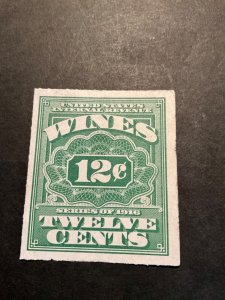 UNITED STATES
INTERNAL REVENUE
WINES
12¢
SERIES OF 1916
TWELVE
CENTS